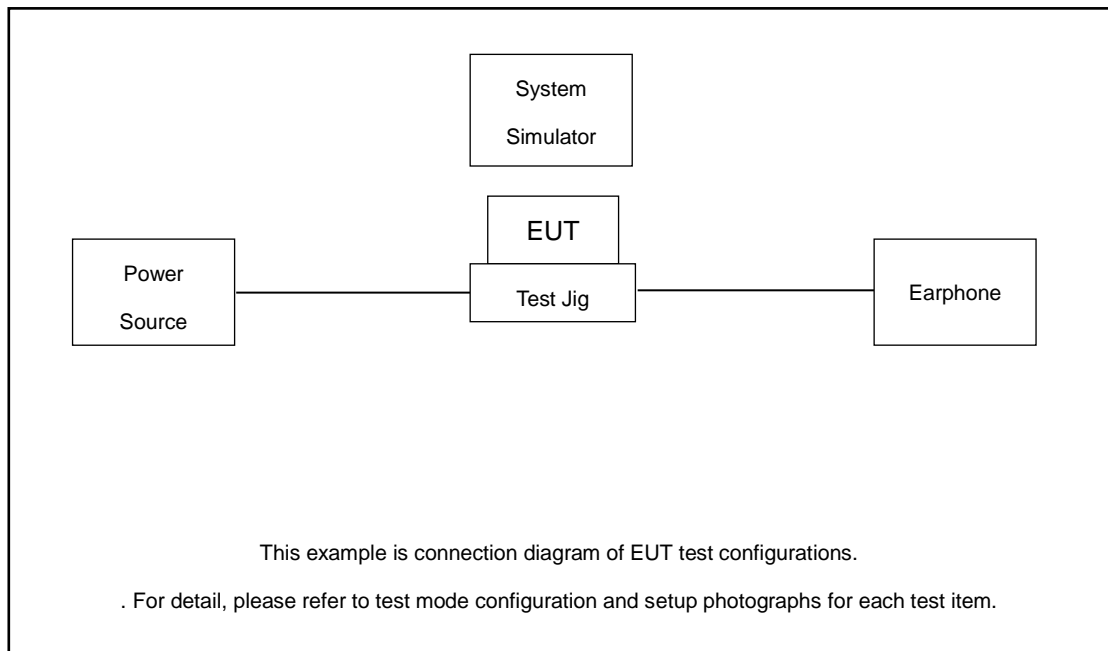 System
Simulator
EUT
Power
Source
Test Jig
Earphone
This example is connection diagram of EUT test configurations.
. For detail, please refer to test mode configuration and setup photographs for each test item.